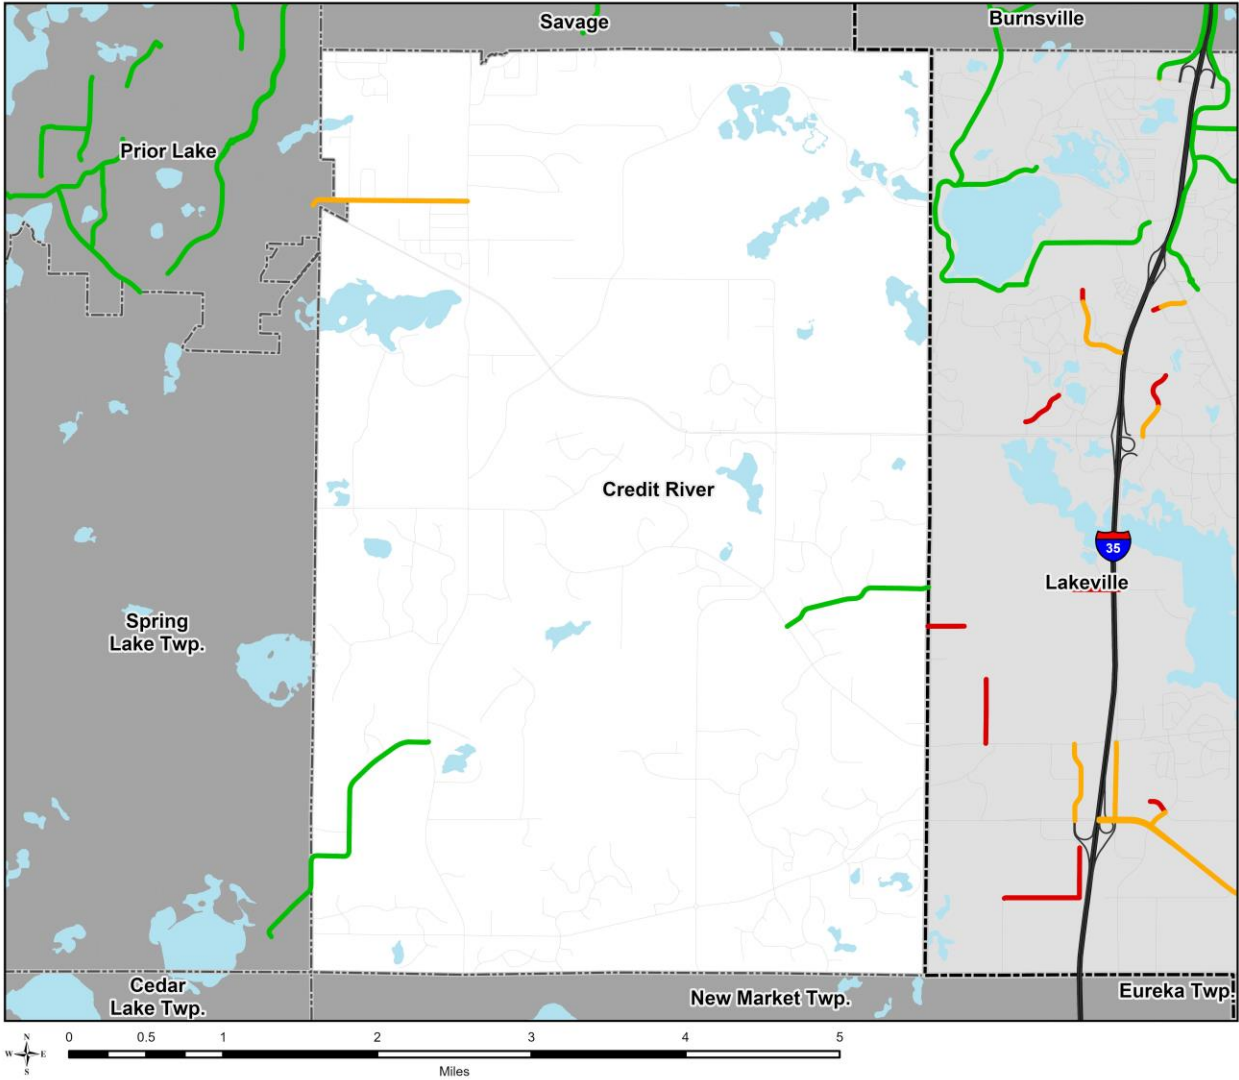 Savage
Burnsville
Prior Lake
Credit River
35
Lakeville
Spring
Lake Twp.
Cedar
Lake Twp.
New Market Twp.
Eureka Twp.
N
W E
S
0 0.5 1 2 3 4 5
Miles